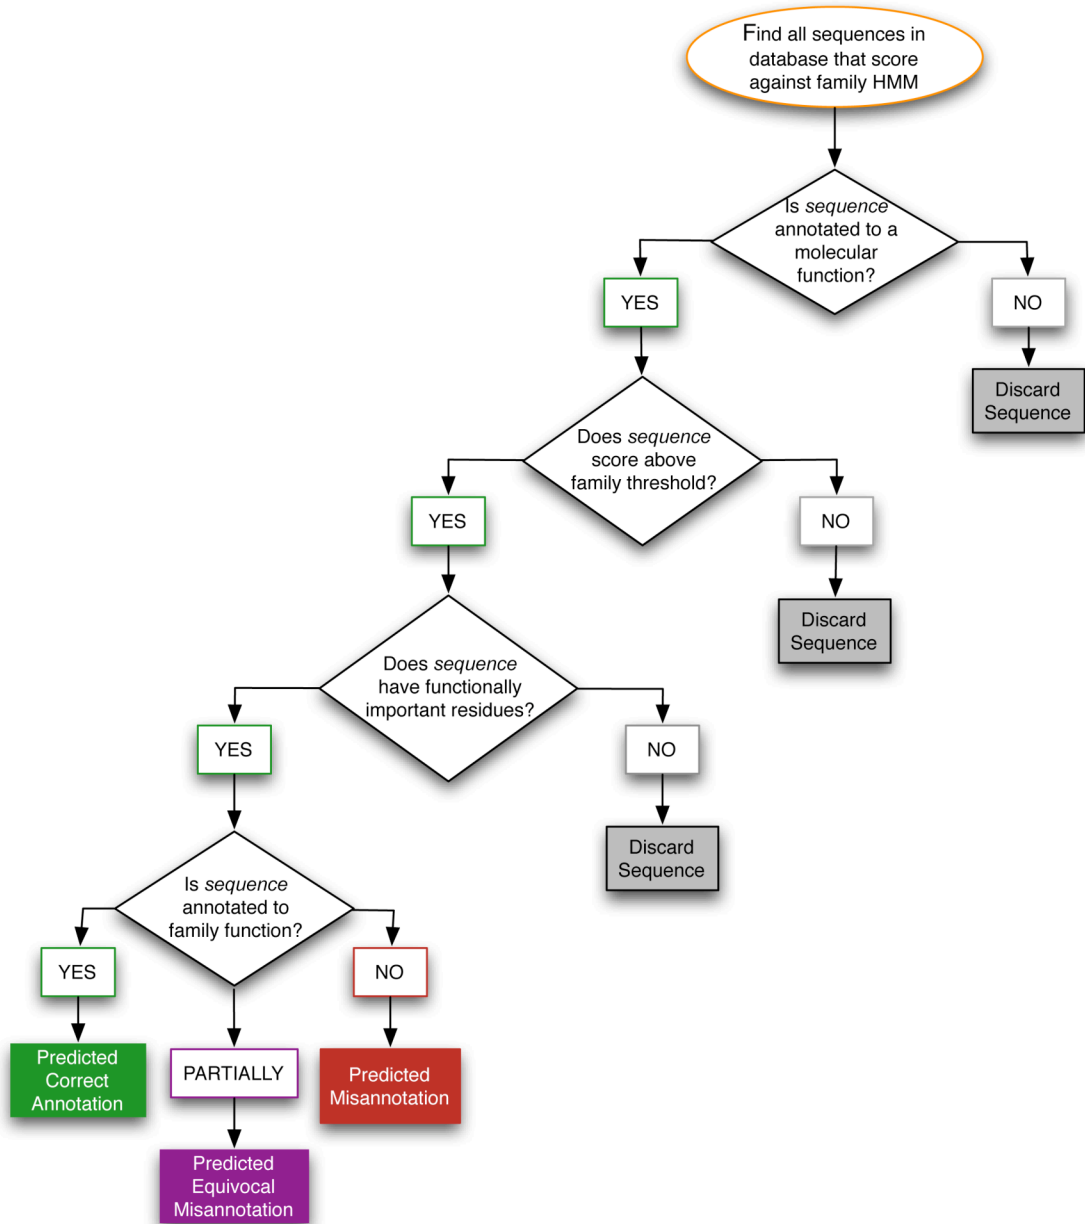 Find all sequences in
database that score
against family HMM
Is sequence
annotated to a
molecular
function?
YES
NO
Discard
Sequence
Does sequence
score above
family threshold?
YES
NO
Discard
Sequence
Does sequence
have functionally
important residues?
YES
NO
Discard
Sequence
Is sequence
annotated to
family function?
YES
NO
PARTIALLY
Predicted
Correct
Annotation
Predicted
Misannotation
Predicted
Equivocal
Misannotation